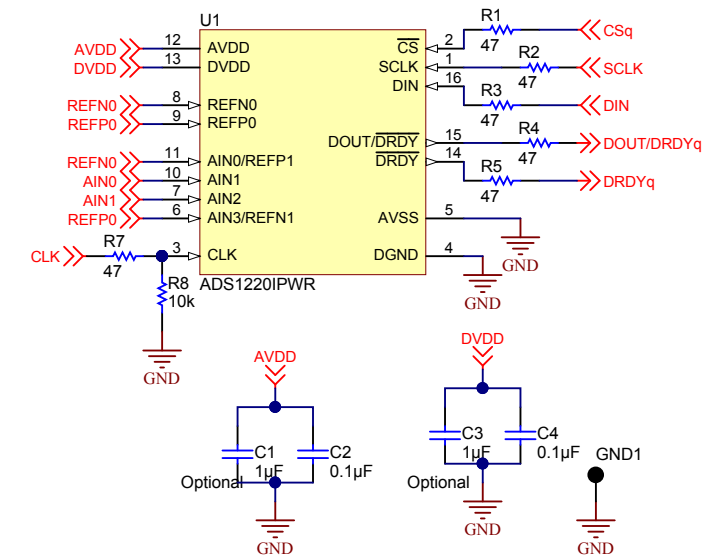 U1
AVDD 12 AVDD
DVDD 13 DVDD
REFN0 8 REFN0
REFP0 9 REFP0
REFN0 11 AIN0/REFP1
AIN0 10 AIN1
AIN1 7 AIN2
REFP0 6 AIN3/REFN1
CLK R7 47 3 CLK
R8
10k
GND
CS 2 R1 47 CSq
SCLK 1 R2 47 SCLK
DIN 16 R3 47 DIN
DOUT/DRDY 15 R4 47 DOUT/DRDYq
DRDY 14 R5 47 DRDYq
AVSS 5
GND
DGND 4
GND
ADS1220IPWR
AVDD
C1
1µF
Optional
C2
0.1µF
GND
DVDD
C3
1µF
Optional
C4
0.1µF
GND
GND1
GND